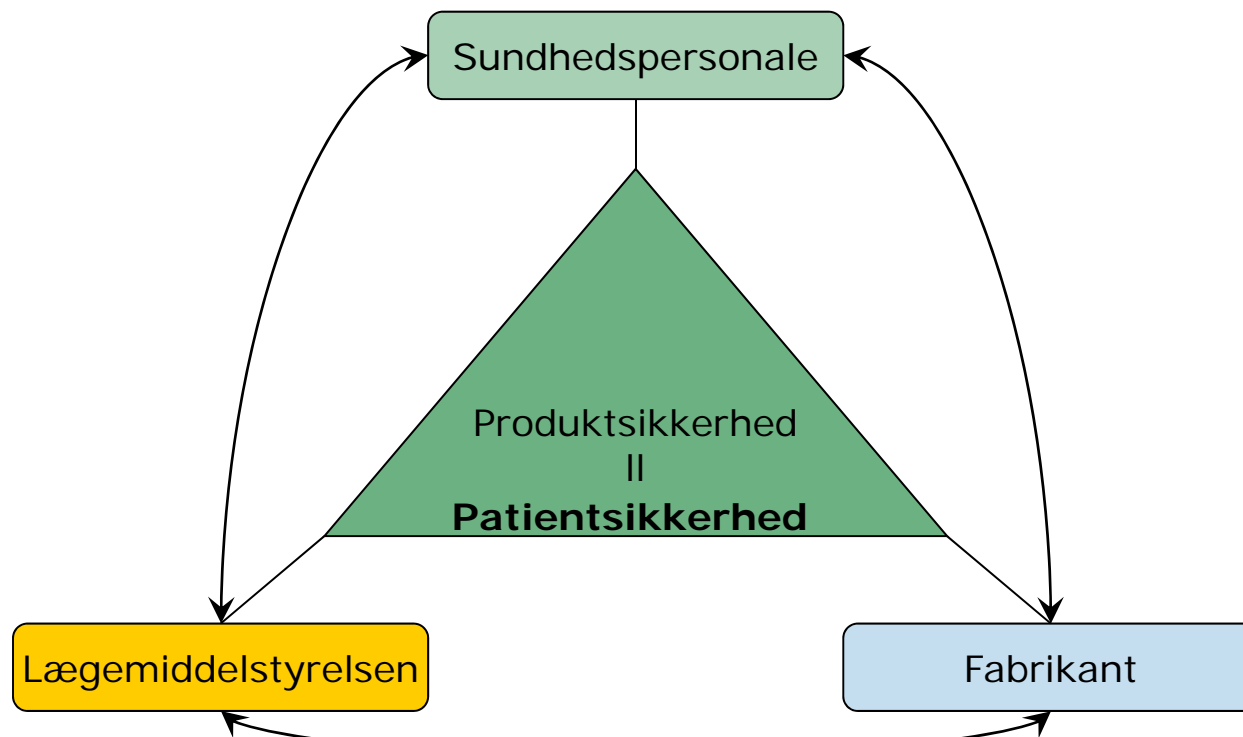 Sundhedspersonale
Produktsikkerhed
II
Patientsikkerhed
Lægemiddelstyrelsen
Fabrikant